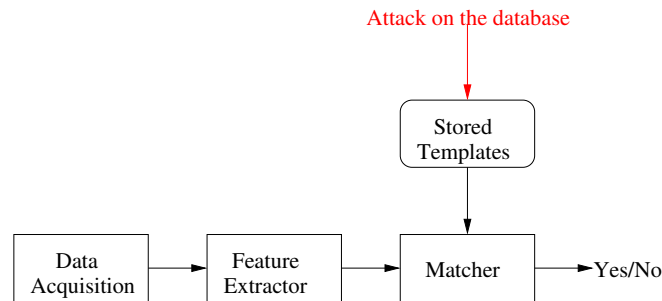 Attack on the database
Stored
Templates
Data
Acquisition
Feature
Extractor
Matcher
Yes/No